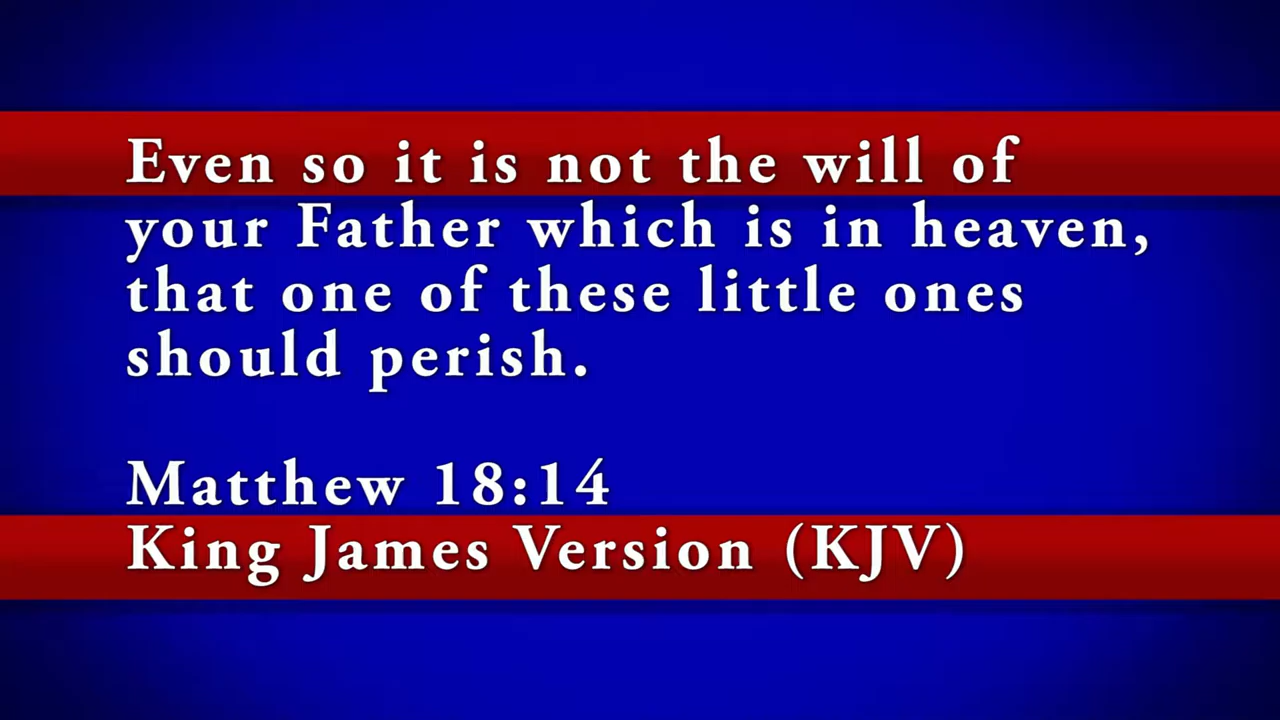 Even so it is not the will of
your Father which is in heaven,
that one of these little ones
should perish.
Matthew 18:14
King James Version (KJV)